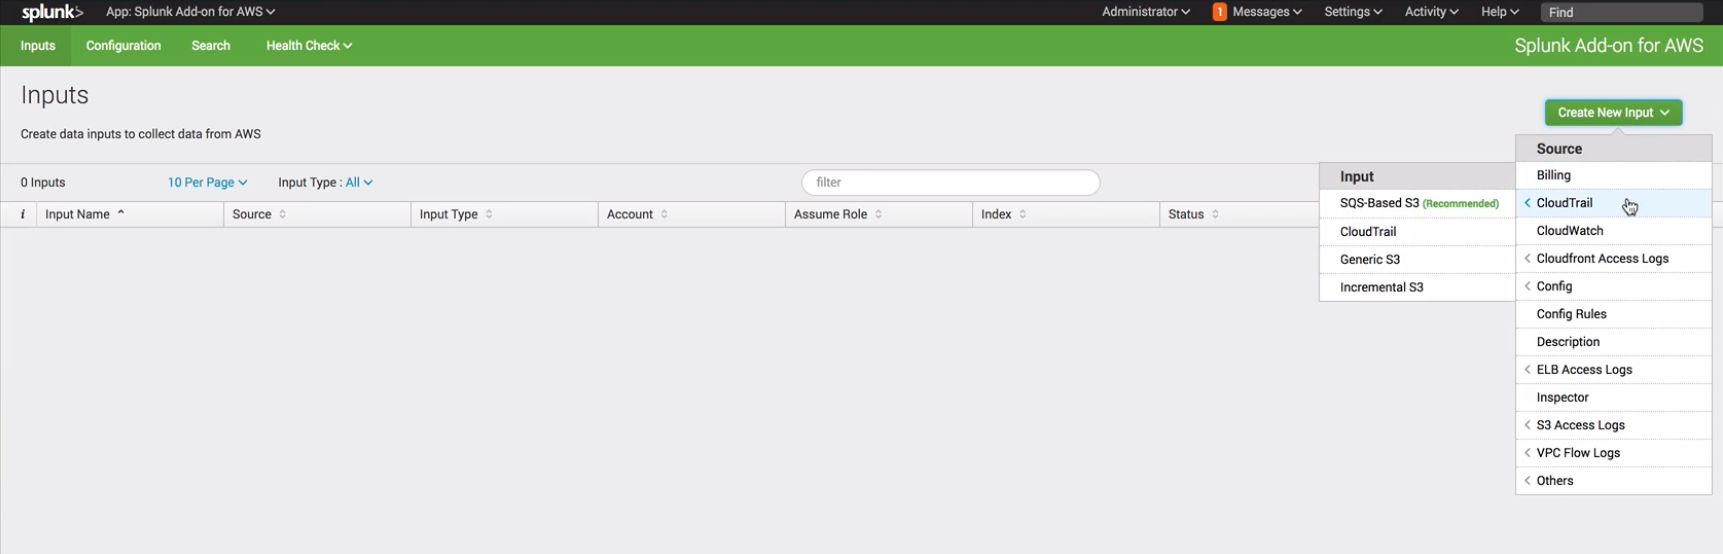 splunk> App: Splunk Add-on for AWS Administrator 1 Messages Settings Activity Help Find
Inputs Configuration Search Health Check Splunk Add-on for AWS
Inputs
Create New Input
Create data inputs to collect data from AWS
0 Inputs 10 Per Page Input Type : All filter
i Input Name Source Input Type Account Assume Role Index Status
Input
SQS-Based S3 (Recommended)
CloudTrail
Generic S3
Incremental S3
Source
Billing
CloudTrail
CloudWatch
Cloudfront Access Logs
Config
Config Rules
Description
ELB Access Logs
Inspector
S3 Access Logs
VPC Flow Logs
Others